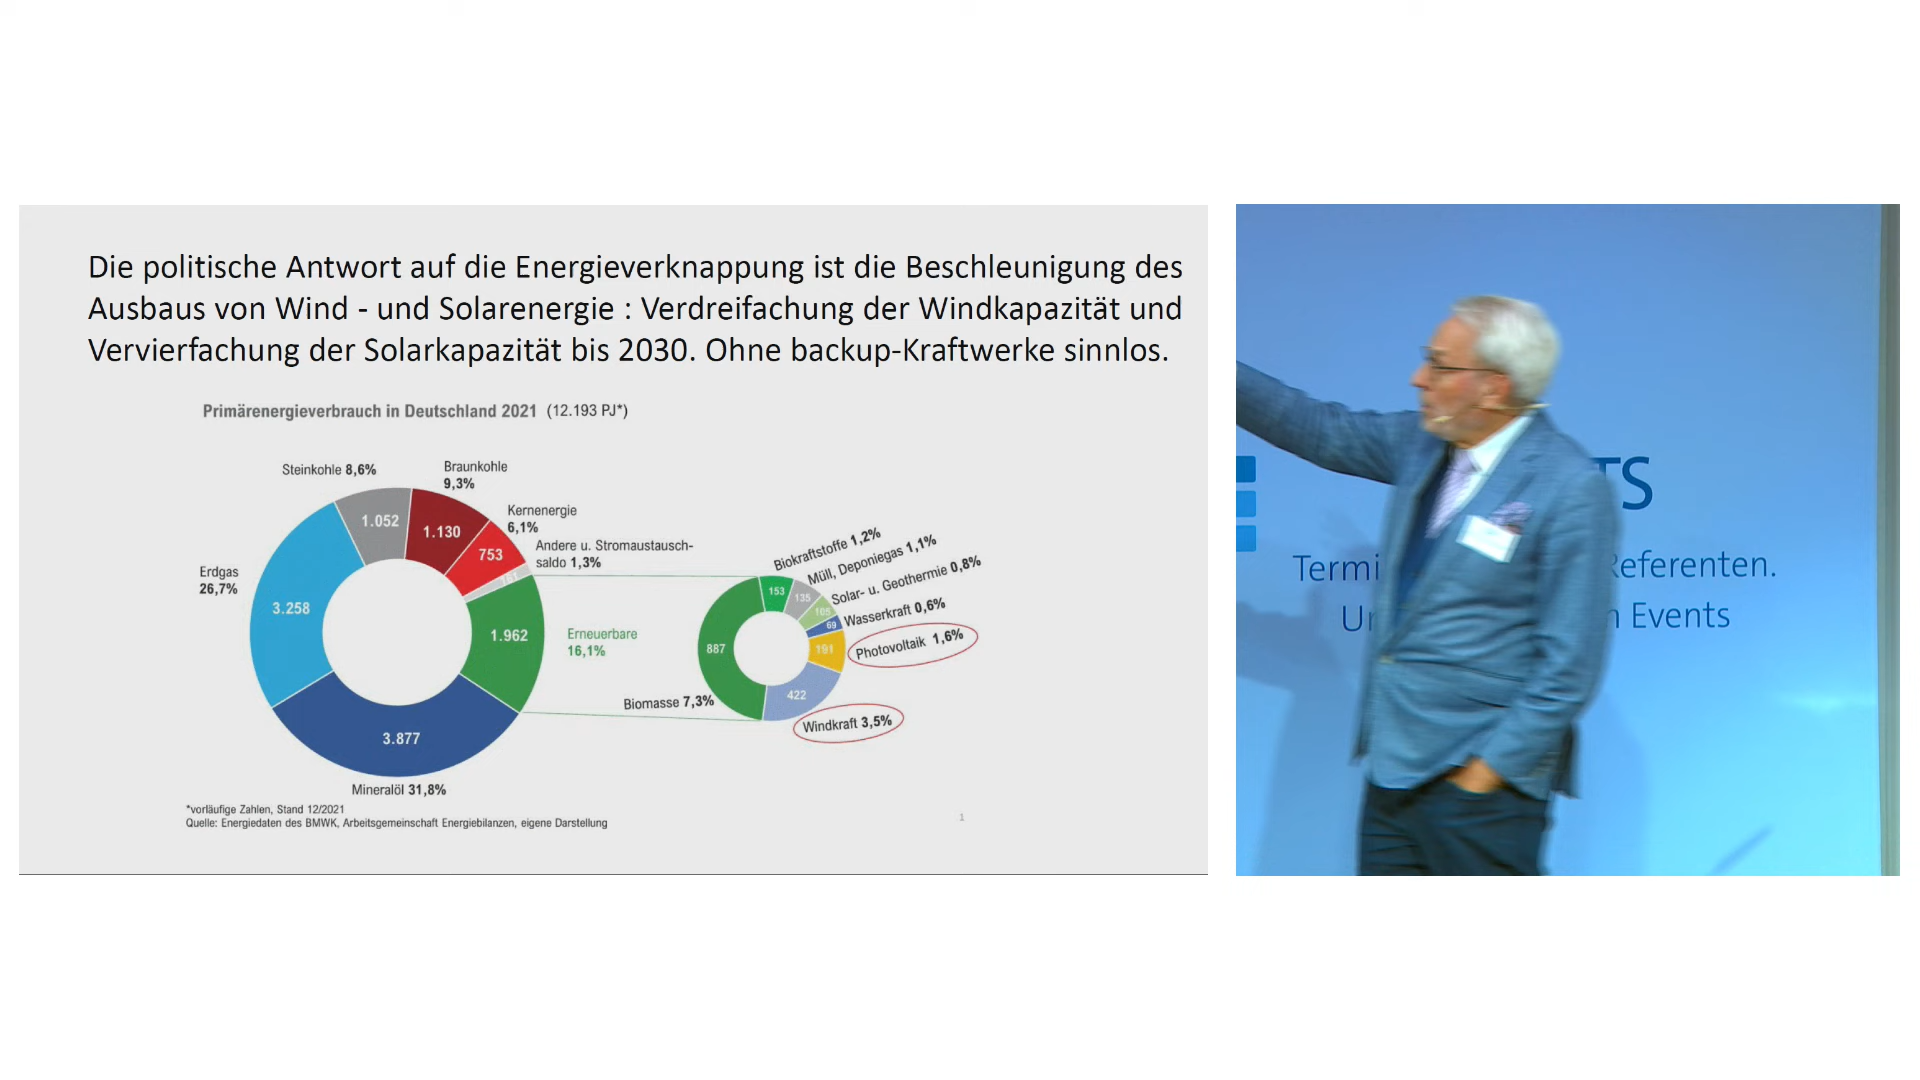 Die politische Antwort auf die Energieverknappung ist die Beschleunigung des
Ausbaus von Wind - und Solarenergie : Verdreifachung der Windkapazität und
Vervierfachung der Solarkapazität bis 2030. Ohne backup-Kraftwerke sinnlos.
Primärenergieverbrauch in Deutschland 2021 (12.193 PJ*)
Steinkohle 8,6%
Braunkohle
9,3%
Kernenergie
6,1%
Andere u. Stromaustausch-
saldo 1,3%
Erdgas
26,7%
1.052
1.130
753
3.258
1.962
3.877
Erneuerbare
16,1%
Mineralöl 31,8%
Biokraftstoffe 1,2%
Müll, Deponiegas 1,1%
Solar- u. Geothermie 0,8%
Wasserkraft 0,6%
Photovoltaik 1,6%
Windkraft 3,5%
Biomasse 7,3%
153
135
105
69
191
422
887
*vorläufige Zahlen, Stand 12/2021
Quelle: Energiedaten des BMWK, Arbeitsgemeinschaft Energiebilanzen, eigene Darstellung
1
TS
Termi Referenten.
Un n Events